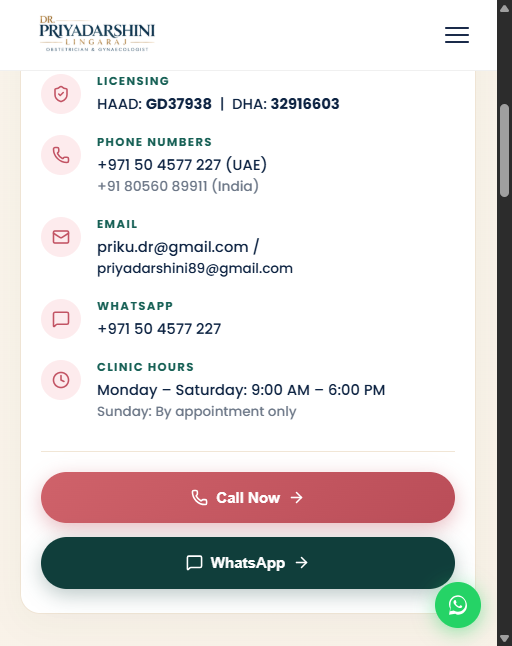 DR.
PRIYADARSHINI
LINGARAJ
OBSTETRICIAN & GYNAECOLOGIST
LICENSING
HAAD: GD37938 | DHA: 32916603
PHONE NUMBERS
+971 50 4577 227 (UAE)
+91 80560 89911 (India)
EMAIL
priku.dr@gmail.com /
priyadarshini89@gmail.com
WHATSAPP
+971 50 4577 227
CLINIC HOURS
Monday – Saturday: 9:00 AM – 6:00 PM
Sunday: By appointment only
Call Now →
WhatsApp →